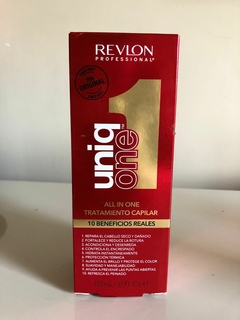 REVLON
PROFESSIONAL
ORIGINAL
uniq
one
1
ALL IN ONE
TRATAMIENTO CAPILAR
10 BENEFICIOS REALES
1 REPARA EL CABELLO SECO Y DAÑADO
2 FORTALECE Y REDUCE LA ROTURA
3 ACONDICIONA Y DESENREDA
4 CONTROLA EL ENCRESPADO
5 HIDRATA INSTANTÁNEAMENTE
6 PROTECCIÓN TÉRMICA
7 AUMENTA EL BRILLO Y PROTEGE EL COLOR
8 SUAVIDAD Y MANEJABILIDAD
9 AYUDA A PREVENIR LAS PUNTAS ABIERTAS
10 REFRESCA EL PEINADO